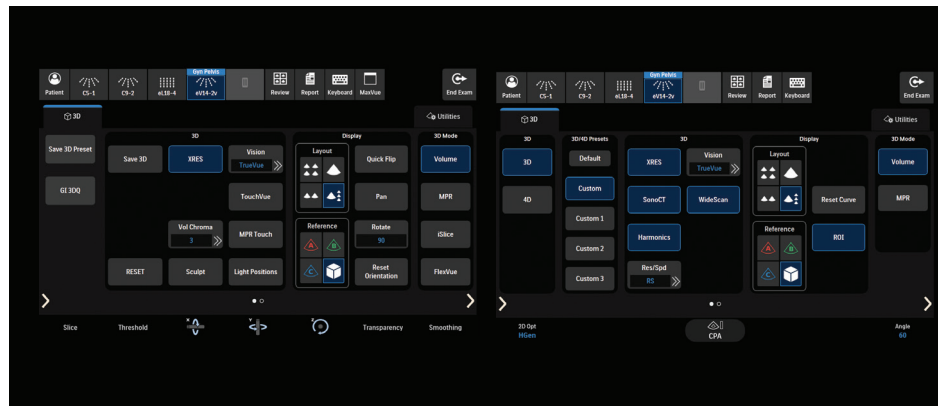 Gyn Pelvis
Patient C5-1 C9-2 eL18-4 eV14-2v Review Report Keyboard MaxVue End Exam
3D Utilities
3D Display 3D Mode
Save 3D Preset Save 3D XRES Vision TrueVue Layout Quick Flip Volume
GI 3DQ TouchVue Pan MPR
Vol Chroma 3 MPR Touch Reference A B C Rotate 90 iSlice
RESET Sculpt Light Positions Reset Orientation FlexVue
Slice Threshold X Y Z Transparency Smoothing
Gyn Pelvis
Patient C5-1 C9-2 eL18-4 eV14-2v Review Report Keyboard End Exam
3D Utilities
3D 3D/4D Presets 3D Display 3D Mode
3D Default XRES Vision TrueVue Layout Volume
4D Custom SonoCT WideScan Reset Curve MPR
Custom 1
Custom 2 Harmonics Reference A B C ROI
Custom 3 Res/Spd RS
2D Opt HGen CPA Angle 60